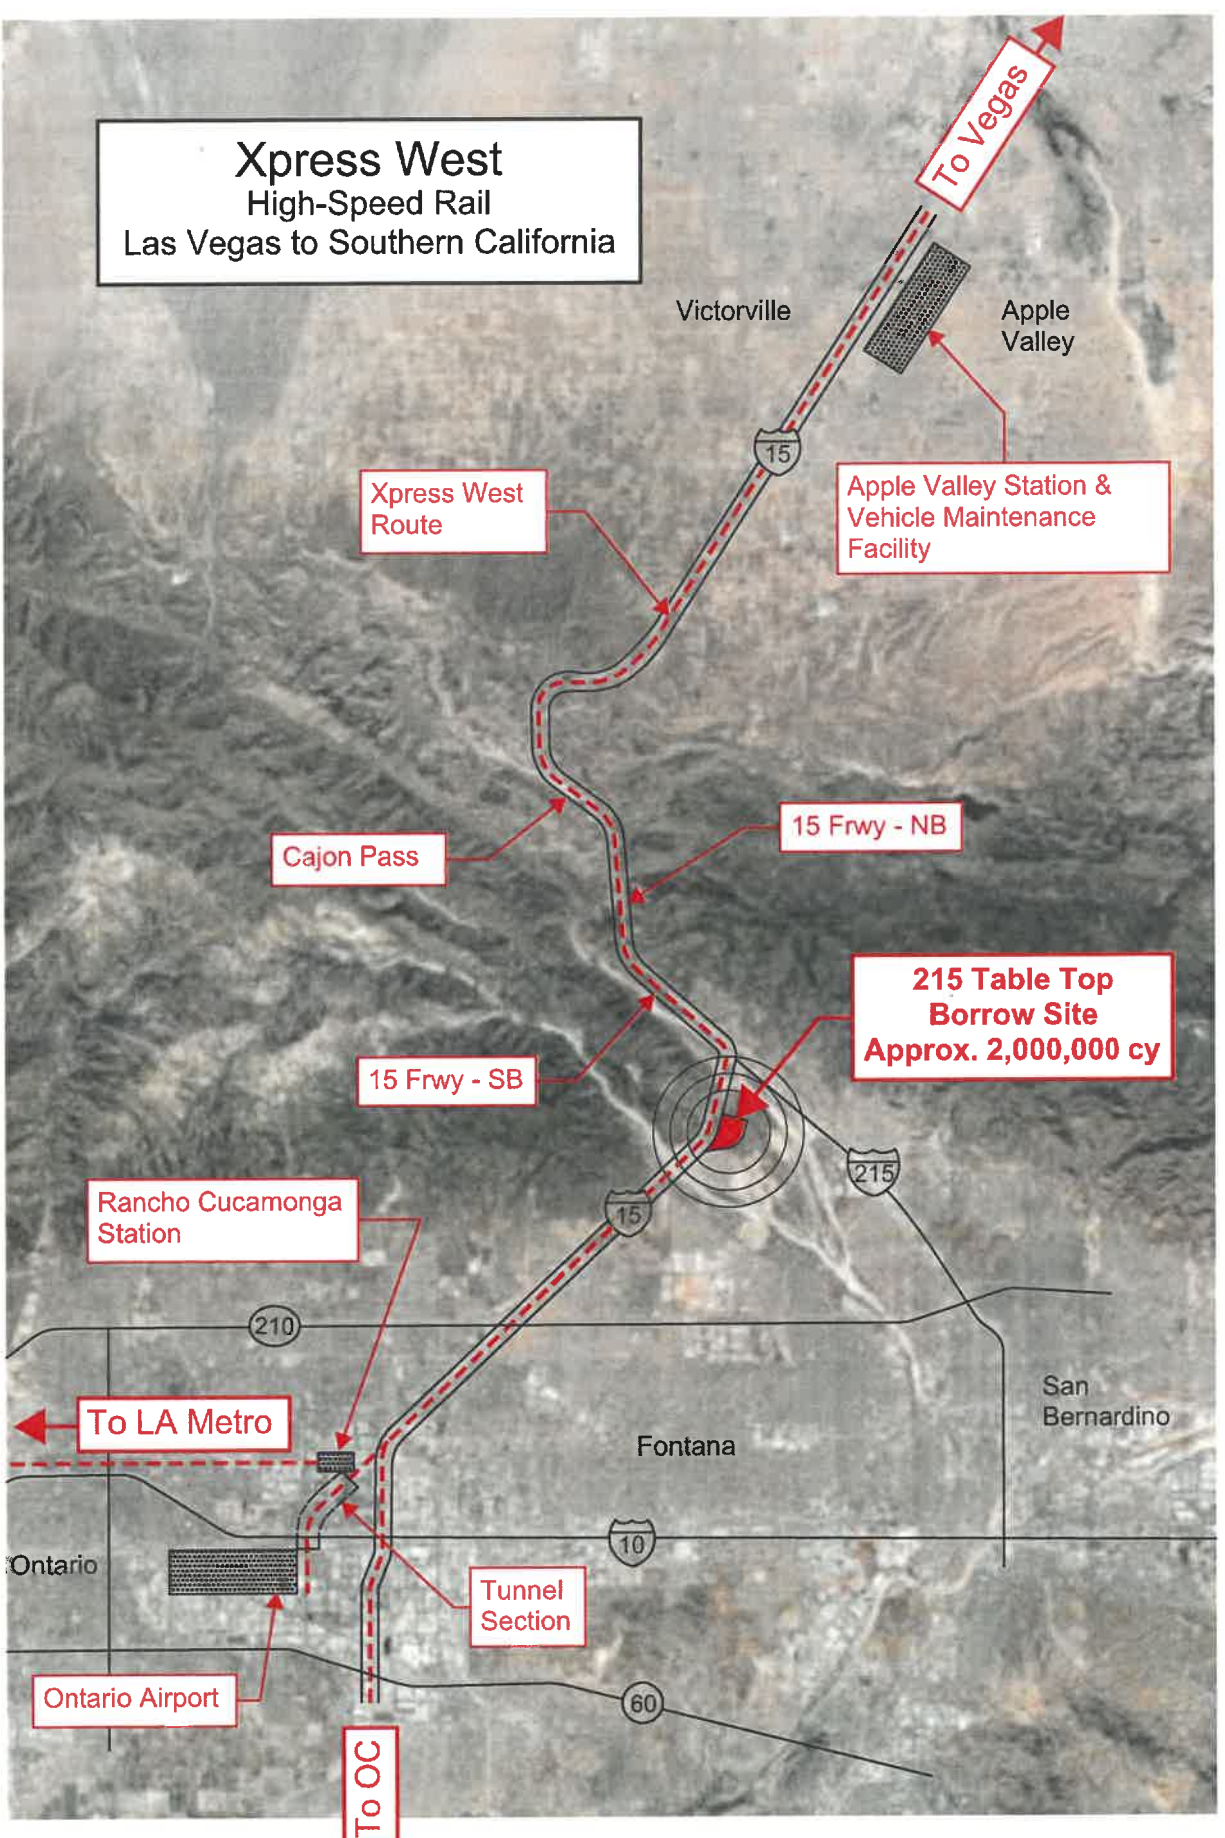 To Vegas
Xpress West
High-Speed Rail
Las Vegas to Southern California
Victorville
Apple
Valley
15
Xpress West
Route
Apple Valley Station &
Vehicle Maintenance
Facility
15 Frwy - NB
Cajon Pass
215 Table Top
Borrow Site
Approx. 2,000,000 cy
15 Frwy - SB
215
Rancho Cucamonga
Station
15
210
San
Bernardino
To LA Metro
Fontana
10
Ontario
Tunnel
Section
Ontario Airport
60
To OC